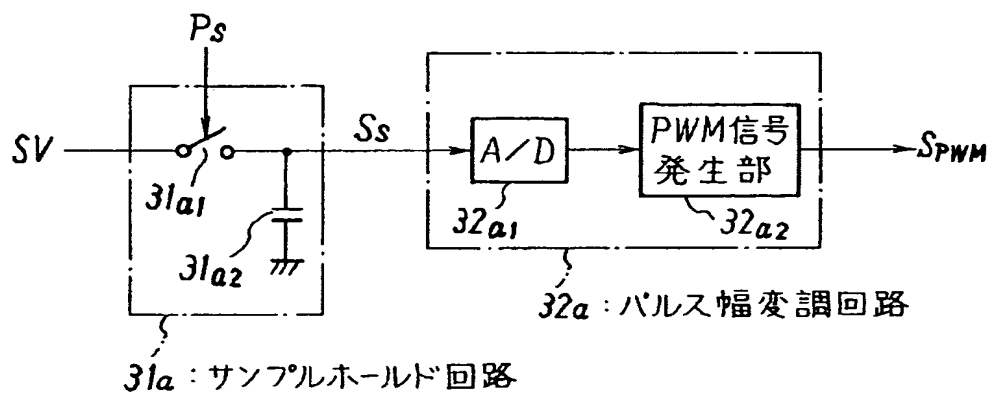 Ps
SV
31a1
31a2
Ss
A/D
32a1
PWM信号
発生部
32a2
SPWM
32a:パルス幅変調回路
31a:サンプルホールド回路